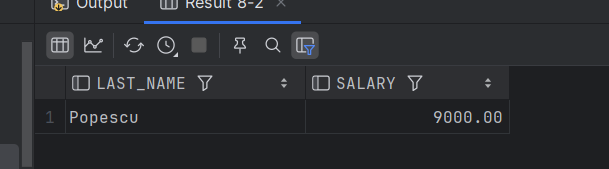 Output
Result 8-2
LAST_NAME SALARY
1 Popescu 9000.00